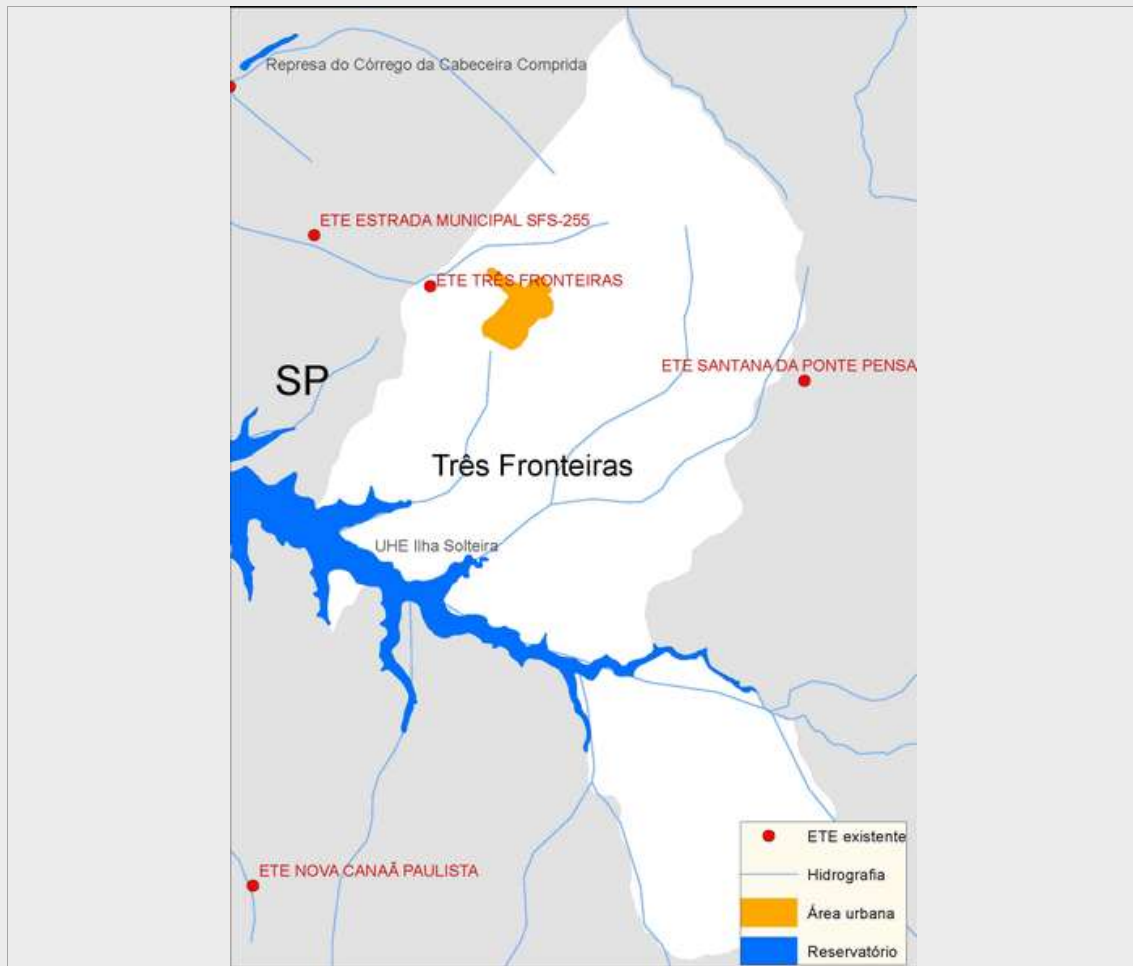 Represa do Córrego da Cabeceira Comprida
ETE ESTRADA MUNICIPAL SFS-255
ETE TRÊS FRONTEIRAS
ETE SANTANA DA PONTE PENSA
SP
Três Fronteiras
UHE Ilha Solteira
ETE NOVA CANAÃ PAULISTA
ETE existente
Hidrografia
Área urbana
Reservatório